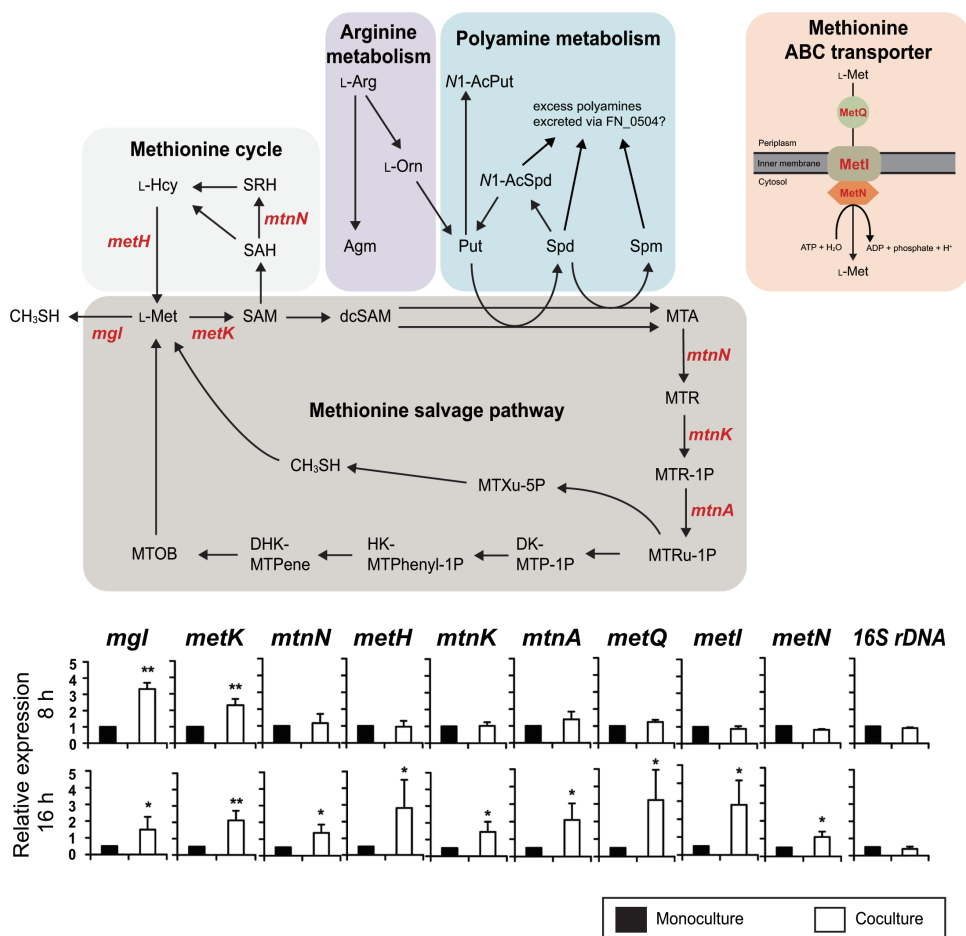 Arginine
metabolism
L-Arg
L-Orn
Agm
Polyamine metabolism
N1-AcPut
excess polyamines
excreted via FN_0504?
N1-AcSpd
Put
Spd
Spm
Methionine
ABC transporter
L-Met
MetQ
Periplasm
Inner membrane
MetI
Cytosol
MetN
ATP + H₂O
ADP + phosphate + H⁺
L-Met
Methionine cycle
L-Hcy
SRH
mtnN
metH
SAH
CH₃SH
mgl
L-Met
metK
SAM
dcSAM
MTA
mtnN
MTR
Methionine salvage pathway
mtnK
CH₃SH
MTXu-5P
MTR-1P
mtnA
MTOB
DHK-
MTPene
HK-
MTPhenyl-1P
DK-
MTP-1P
MTRu-1P
mgl metK mtnN metH mtnK mtnA metQ metI metN 16S rDNA
Relative expression
8 h
5
4
3
2
1
0
** **
16 h
5
4
3
2
1
0
* ** * * * * * * *
Monoculture
Coculture